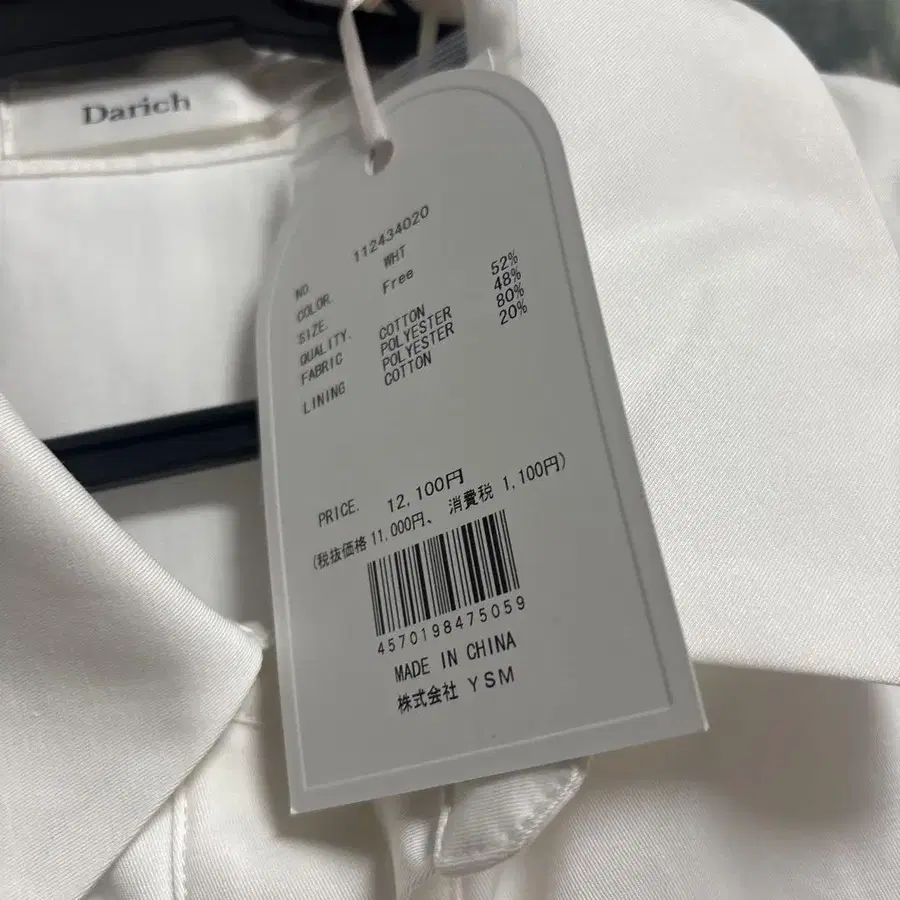 Darich
NO. 112434020
COLOR. WHT
SIZE. Free
QUALITY. COTTON 52%
FABRIC POLYESTER 48%
POLYESTER 80%
LINING COTTON 20%
PRICE. 12,100円
(税抜価格 11,000円、 消費税 1,100円)
4570198475059
MADE IN CHINA
株式会社 YSM